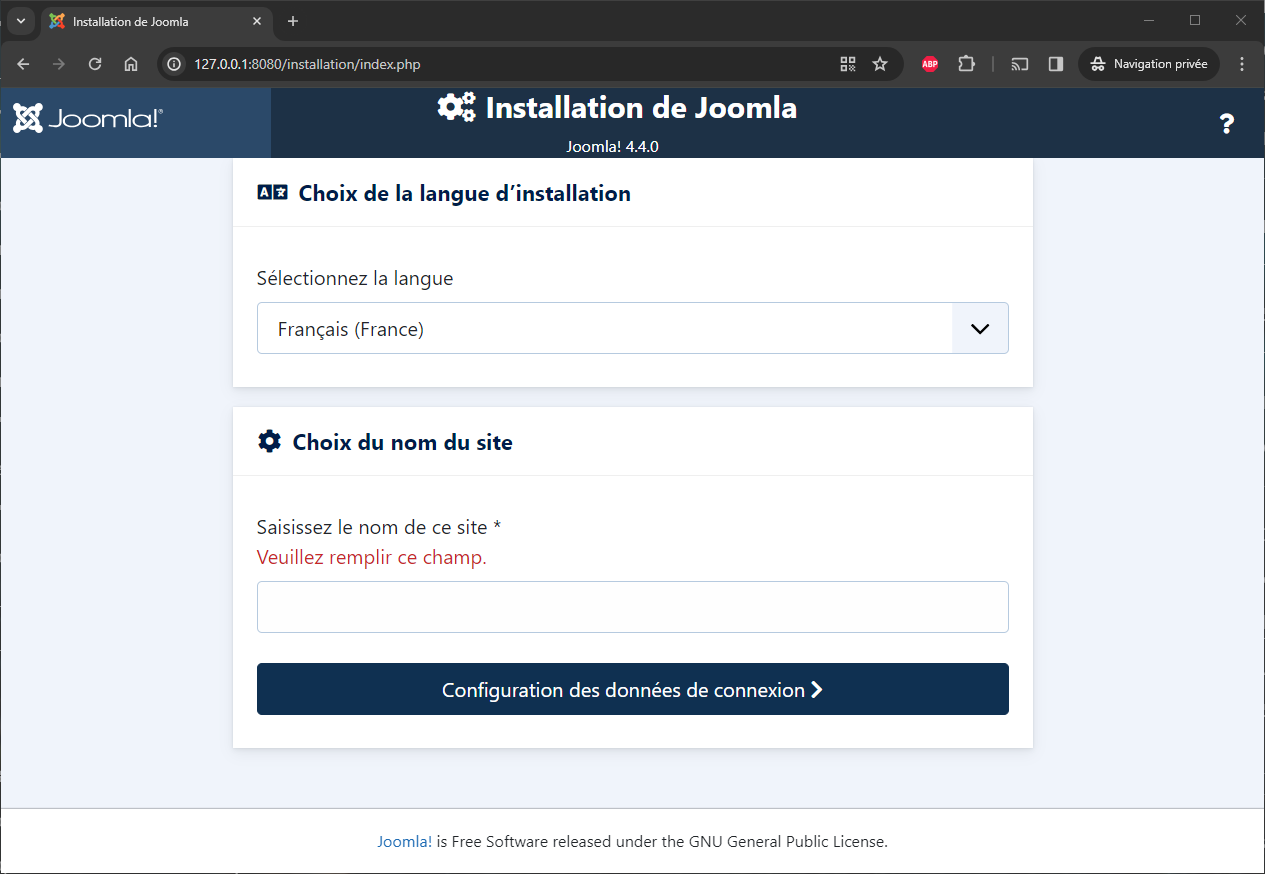 Installation de Joomla
127.0.0.1:8080/installation/index.php
ABP
Navigation privée
Joomla!®
Installation de Joomla
Joomla! 4.4.0
?
Choix de la langue d’installation
Sélectionnez la langue
Français (France)
Choix du nom du site
Saisissez le nom de ce site *
Veuillez remplir ce champ.
Configuration des données de connexion
Joomla! is Free Software released under the GNU General Public License.